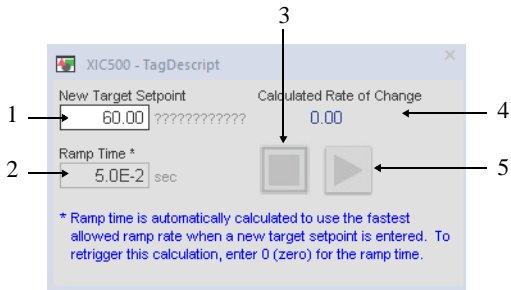 3
XIC500 - TagDescript ×
New Target Setpoint Calculated Rate of Change
1 60.00 ???????????? 0.00 4
Ramp Time *
2 5.0E-2 sec 5
* Ramp time is automatically calculated to use the fastest
allowed ramp rate when a new target setpoint is entered. To
retrigger this calculation, enter 0 (zero) for the ramp time.